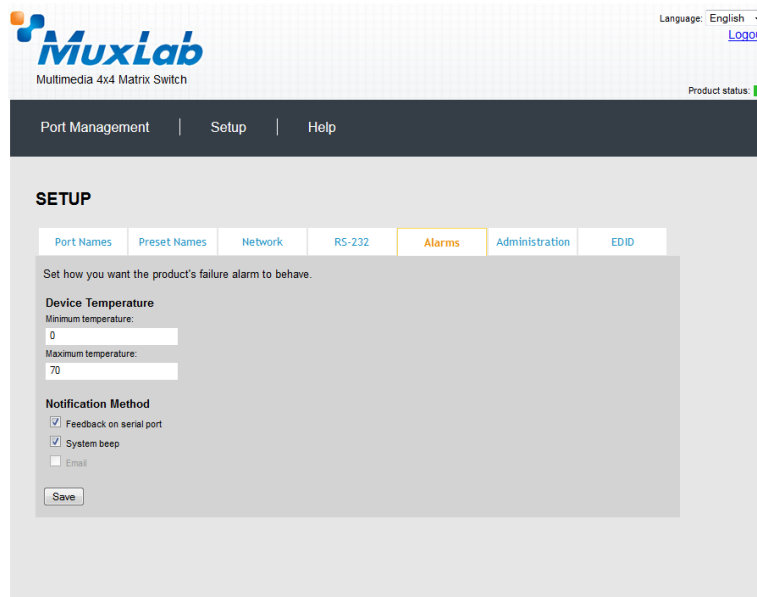 Language: English
Logou
MuxLab
Multimedia 4x4 Matrix Switch
Product status:
Port Management | Setup | Help
SETUP
Port Names Preset Names Network RS-232 Alarms Administration EDID
Set how you want the product's failure alarm to behave.
Device Temperature
Minimum temperature:
0
Maximum temperature:
70
Notification Method
Feedback on serial port
System beep
Email
Save